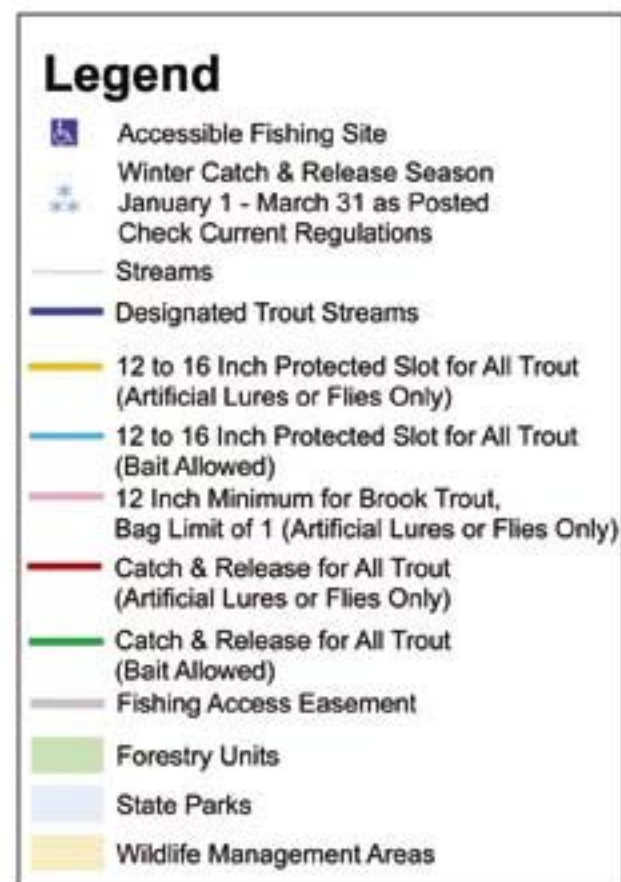 Legend
Accessible Fishing Site
Winter Catch & Release Season
January 1 - March 31 as Posted
Check Current Regulations
Streams
Designated Trout Streams
12 to 16 Inch Protected Slot for All Trout
(Artificial Lures or Flies Only)
12 to 16 Inch Protected Slot for All Trout
(Bait Allowed)
12 Inch Minimum for Brook Trout,
Bag Limit of 1 (Artificial Lures or Flies Only)
Catch & Release for All Trout
(Artificial Lures or Flies Only)
Catch & Release for All Trout
(Bait Allowed)
Fishing Access Easement
Forestry Units
State Parks
Wildlife Management Areas